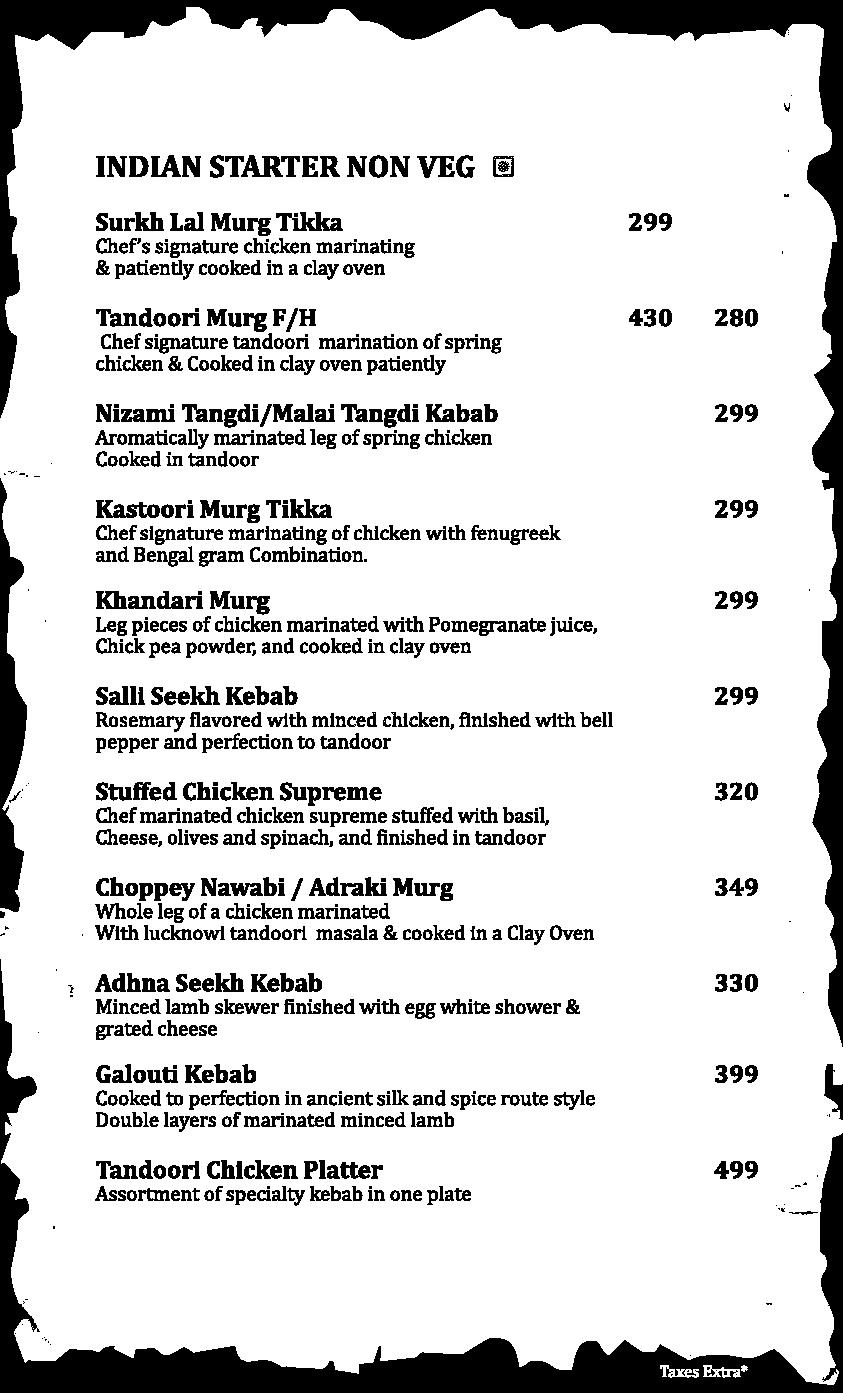 INDIAN STARTER NON VEG
Surkh Lal Murg Tikka 299
Chef's signature chicken marinating
& patiently cooked in a clay oven
Tandoori Murg F/H 430 280
Chef signature tandoori marination of spring
chicken & Cooked in clay oven patiently
Nizami Tangdi/Malai Tangdi Kabab 299
Aromatically marinated leg of spring chicken
Cooked in tandoor
Kastoori Murg Tikka 299
Chef signature marinating of chicken with fenugreek
and Bengal gram Combination.
Khandari Murg 299
Leg pieces of chicken marinated with Pomegranate juice,
Chick pea powder, and cooked in clay oven
Salli Seekh Kebab 299
Rosemary flavored with minced chicken, finished with bell
pepper and perfection to tandoor
Stuffed Chicken Supreme 320
Chef marinated chicken supreme stuffed with basil,
Cheese, olives and spinach, and finished in tandoor
Choppey Nawabi / Adraki Murg 349
Whole leg of a chicken marinated
With lucknowi tandoori masala & cooked in a Clay Oven
Adhna Seekh Kebab 330
Minced lamb skewer finished with egg white shower &
grated cheese
Galouti Kebab 399
Cooked to perfection in ancient silk and spice route style
Double layers of marinated minced lamb
Tandoori Chicken Platter 499
Assortment of specialty kebab in one plate
Taxes Extra*